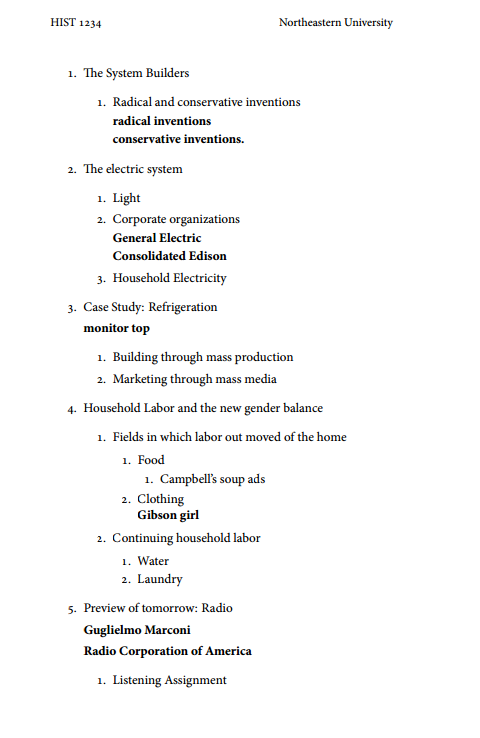 HIST 1234 Northeastern University
1. The System Builders
1. Radical and conservative inventions
radical inventions
conservative inventions.
2. The electric system
1. Light
2. Corporate organizations
General Electric
Consolidated Edison
3. Household Electricity
3. Case Study: Refrigeration
monitor top
1. Building through mass production
2. Marketing through mass media
4. Household Labor and the new gender balance
1. Fields in which labor out moved of the home
1. Food
1. Campbell's soup ads
2. Clothing
Gibson girl
2. Continuing household labor
1. Water
2. Laundry
5. Preview of tomorrow: Radio
Guglielmo Marconi
Radio Corporation of America
1. Listening Assignment